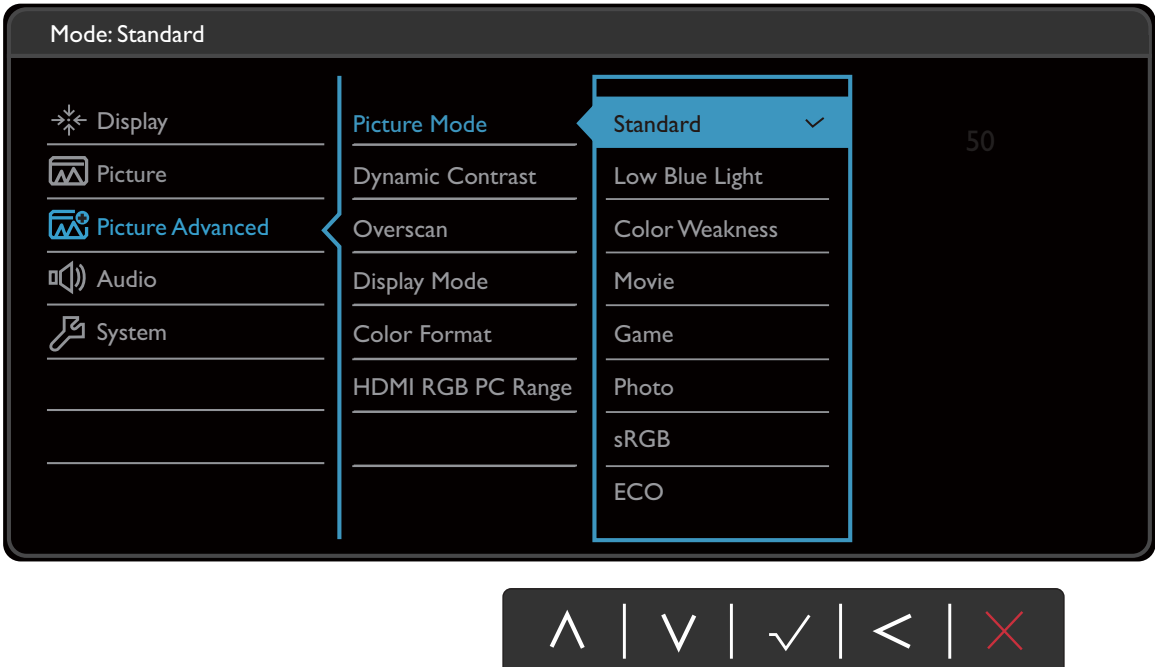 Mode: Standard
Display
Picture
Picture Advanced
Audio
System
Picture Mode
Dynamic Contrast
Overscan
Display Mode
Color Format
HDMI RGB PC Range
Standard
Low Blue Light
Color Weakness
Movie
Game
Photo
sRGB
ECO
50